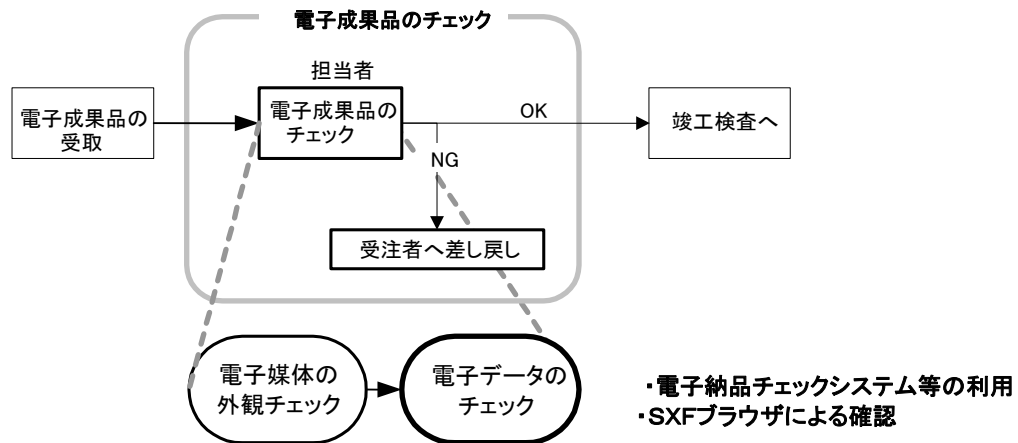 電子成果品のチェック
担当者
電子成果品の
受取
電子成果品の
チェック
OK
竣工検査へ
NG
受注者へ差し戻し
電子媒体の
外観チェック
電子データの
チェック
・電子納品チェックシステム等の利用
・SXFブラウザによる確認